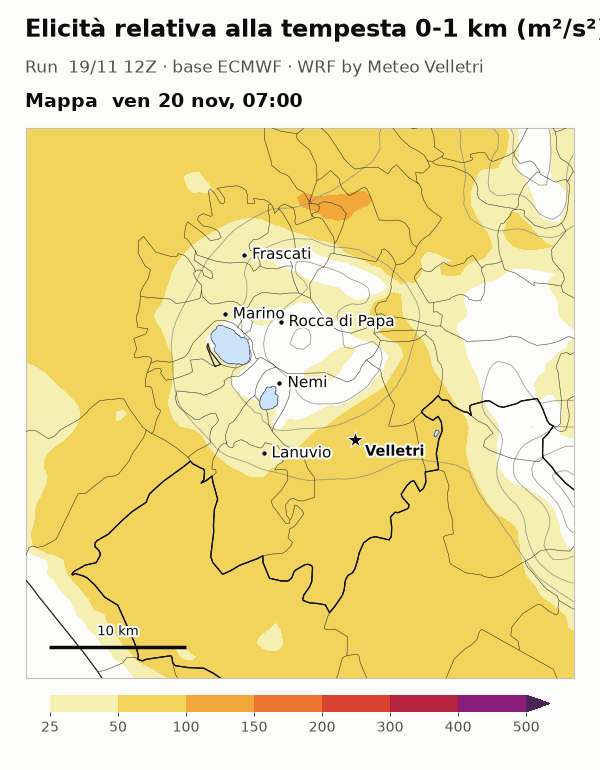 Elicità relativa alla tempesta 0-1 km (m²/s²)
Run  19/11 12Z · base ECMWF · WRF by Meteo Velletri
Mappa  ven 20 nov, 07:00
Frascati
Marino
Rocca di Papa
Nemi
Velletri
Lanuvio
10 km
25 50 100 150 200 300 400 500